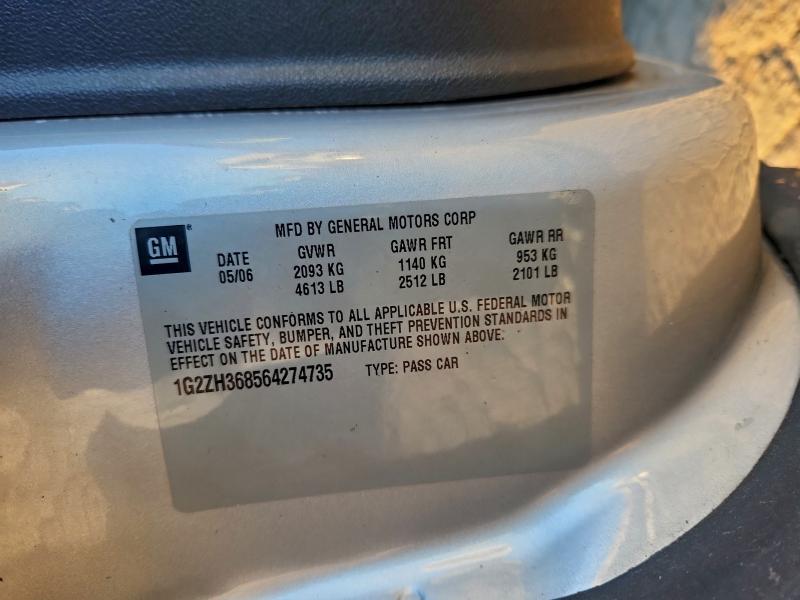 GM®
MFD BY GENERAL MOTORS CORP
DATE GVWR GAWR FRT GAWR RR
05/06 2093 KG 1140 KG 953 KG
4613 LB 2512 LB 2101 LB
THIS VEHICLE CONFORMS TO ALL APPLICABLE U.S. FEDERAL MOTOR
VEHICLE SAFETY, BUMPER, AND THEFT PREVENTION STANDARDS IN
EFFECT ON THE DATE OF MANUFACTURE SHOWN ABOVE.
1G2ZH368564274735 TYPE: PASS CAR